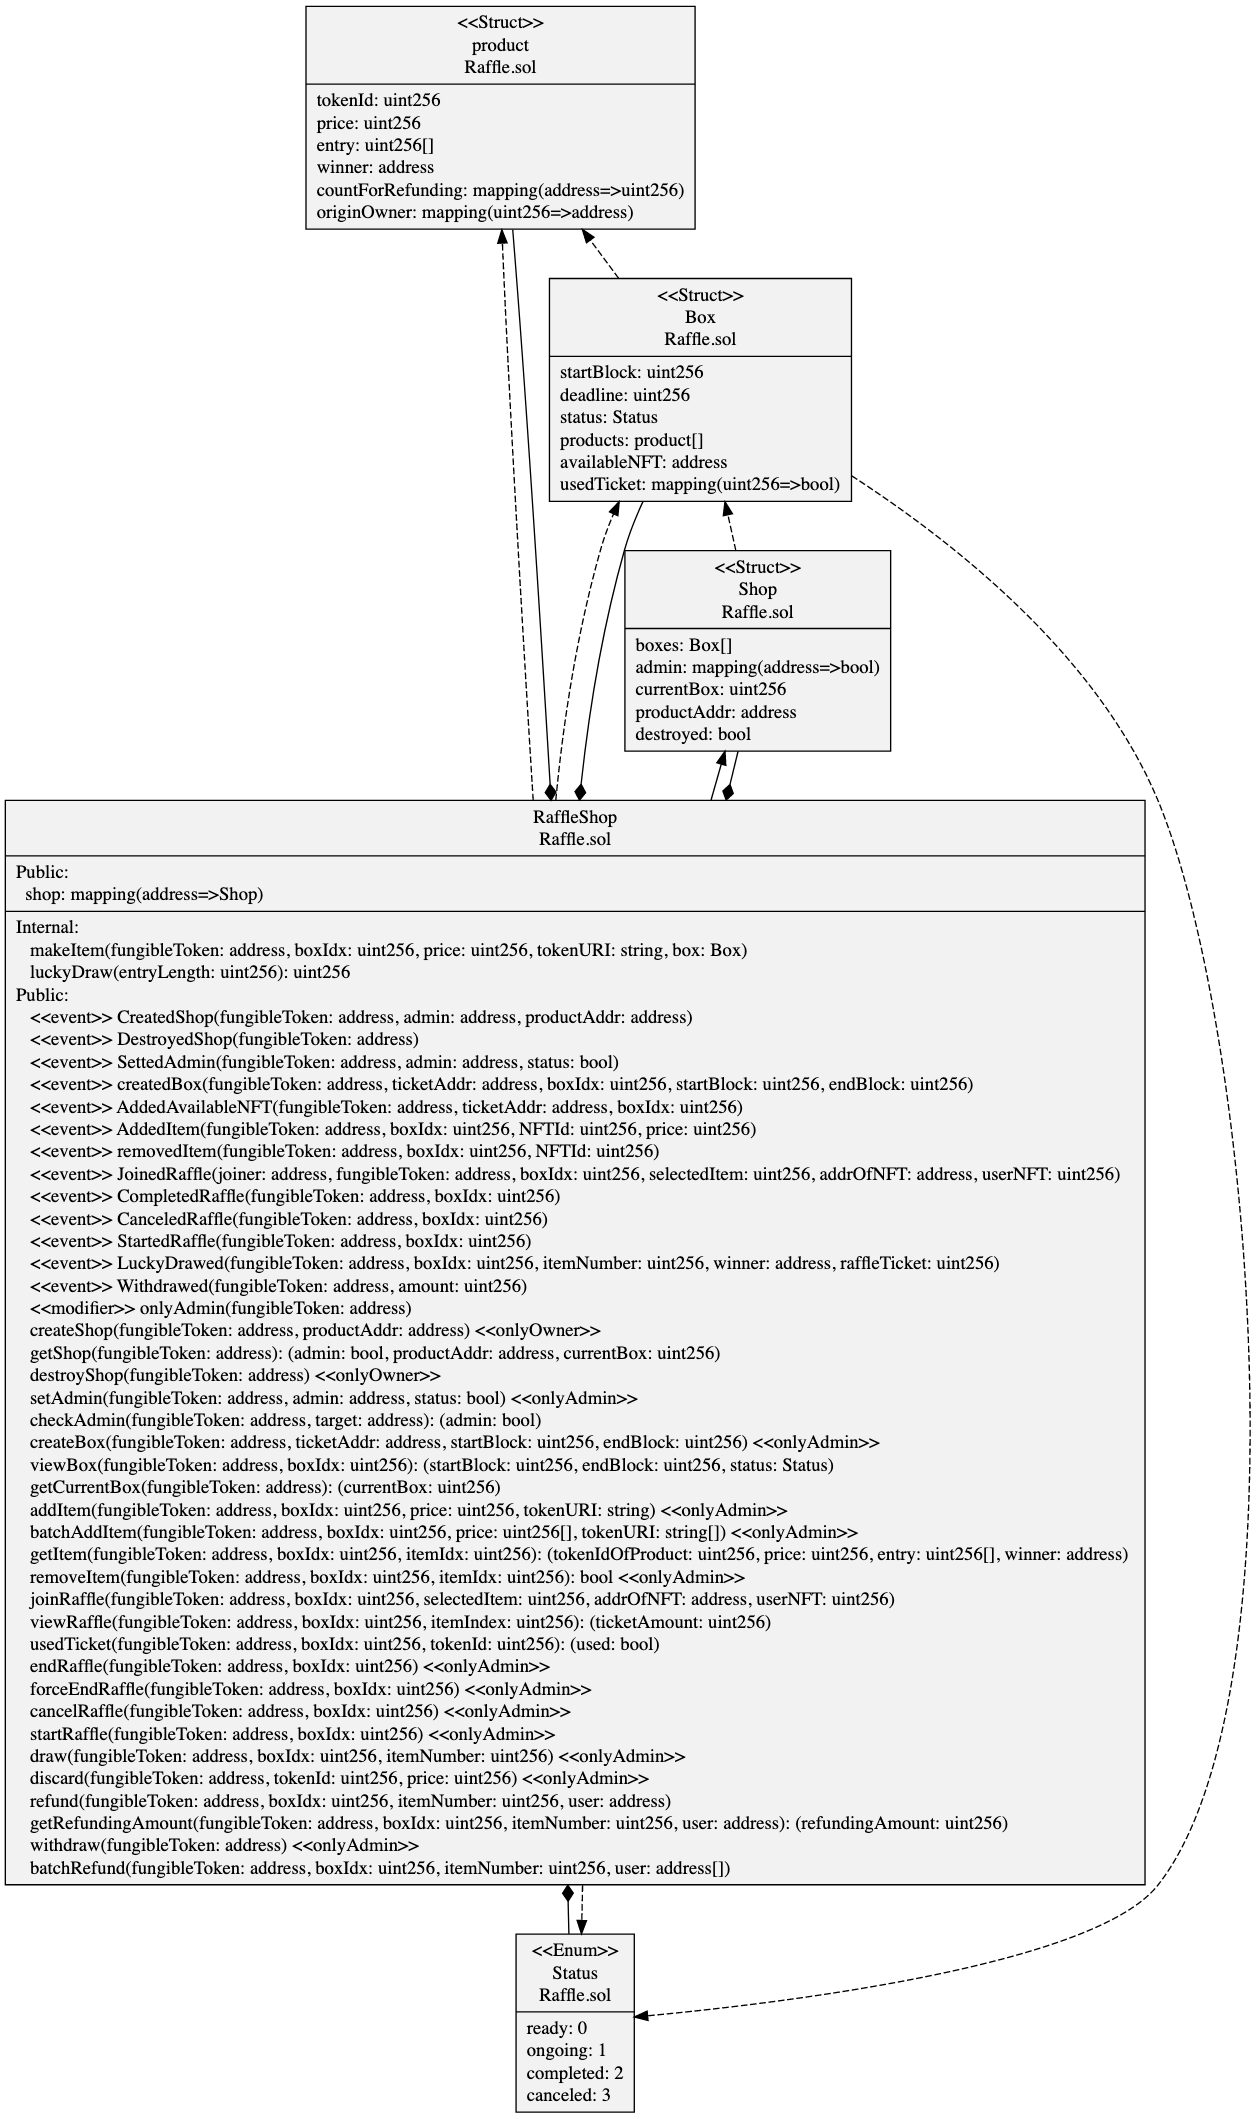 <<Struct>>
product
Raffle.sol
tokenId: uint256
price: uint256
entry: uint256[]
winner: address
countForRefunding: mapping(address=>uint256)
originOwner: mapping(uint256=>address)
<<Struct>>
Box
Raffle.sol
startBlock: uint256
deadline: uint256
status: Status
products: product[]
availableNFT: address
usedTicket: mapping(uint256=>bool)
<<Struct>>
Shop
Raffle.sol
boxes: Box[]
admin: mapping(address=>bool)
currentBox: uint256
productAddr: address
destroyed: bool
RaffleShop
Raffle.sol
Public:
shop: mapping(address=>Shop)
Internal:
makeItem(fungibleToken: address, boxIdx: uint256, price: uint256, tokenURI: string, box: Box)
luckyDraw(entryLength: uint256): uint256
Public:
<<event>> CreatedShop(fungibleToken: address, admin: address, productAddr: address)
<<event>> DestroyedShop(fungibleToken: address)
<<event>> SettedAdmin(fungibleToken: address, admin: address, status: bool)
<<event>> createdBox(fungibleToken: address, ticketAddr: address, boxIdx: uint256, startBlock: uint256, endBlock: uint256)
<<event>> AddedAvailableNFT(fungibleToken: address, ticketAddr: address, boxIdx: uint256)
<<event>> AddedItem(fungibleToken: address, boxIdx: uint256, NFTId: uint256, price: uint256)
<<event>> removedItem(fungibleToken: address, boxIdx: uint256, NFTId: uint256)
<<event>> JoinedRaffle(joiner: address, fungibleToken: address, boxIdx: uint256, selectedItem: uint256, addrOfNFT: address, userNFT: uint256)
<<event>> CompletedRaffle(fungibleToken: address, boxIdx: uint256)
<<event>> CanceledRaffle(fungibleToken: address, boxIdx: uint256)
<<event>> StartedRaffle(fungibleToken: address, boxIdx: uint256)
<<event>> LuckyDrawed(fungibleToken: address, boxIdx: uint256, itemNumber: uint256, winner: address, raffleTicket: uint256)
<<event>> Withdrawed(fungibleToken: address, amount: uint256)
<<modifier>> onlyAdmin(fungibleToken: address)
createShop(fungibleToken: address, productAddr: address) <<onlyOwner>>
getShop(fungibleToken: address): (admin: bool, productAddr: address, currentBox: uint256)
destroyShop(fungibleToken: address) <<onlyOwner>>
setAdmin(fungibleToken: address, admin: address, status: bool) <<onlyAdmin>>
checkAdmin(fungibleToken: address, target: address): (admin: bool)
createBox(fungibleToken: address, ticketAddr: address, startBlock: uint256, endBlock: uint256) <<onlyAdmin>>
viewBox(fungibleToken: address, boxIdx: uint256): (startBlock: uint256, endBlock: uint256, status: Status)
getCurrentBox(fungibleToken: address): (currentBox: uint256)
addItem(fungibleToken: address, boxIdx: uint256, price: uint256, tokenURI: string) <<onlyAdmin>>
batchAddItem(fungibleToken: address, boxIdx: uint256, price: uint256[], tokenURI: string[]) <<onlyAdmin>>
getItem(fungibleToken: address, boxIdx: uint256, itemIdx: uint256): (tokenIdOfProduct: uint256, price: uint256, entry: uint256[], winner: address)
removeItem(fungibleToken: address, boxIdx: uint256, itemIdx: uint256): bool <<onlyAdmin>>
joinRaffle(fungibleToken: address, boxIdx: uint256, selectedItem: uint256, addrOfNFT: address, userNFT: uint256)
viewRaffle(fungibleToken: address, boxIdx: uint256, itemIndex: uint256): (ticketAmount: uint256)
usedTicket(fungibleToken: address, boxIdx: uint256, tokenId: uint256): (used: bool)
endRaffle(fungibleToken: address, boxIdx: uint256) <<onlyAdmin>>
forceEndRaffle(fungibleToken: address, boxIdx: uint256) <<onlyAdmin>>
cancelRaffle(fungibleToken: address, boxIdx: uint256) <<onlyAdmin>>
startRaffle(fungibleToken: address, boxIdx: uint256) <<onlyAdmin>>
draw(fungibleToken: address, boxIdx: uint256, itemNumber: uint256) <<onlyAdmin>>
discard(fungibleToken: address, tokenId: uint256, price: uint256) <<onlyAdmin>>
refund(fungibleToken: address, boxIdx: uint256, itemNumber: uint256, user: address)
getRefundingAmount(fungibleToken: address, boxIdx: uint256, itemNumber: uint256, user: address): (refundingAmount: uint256)
withdraw(fungibleToken: address) <<onlyAdmin>>
batchRefund(fungibleToken: address, boxIdx: uint256, itemNumber: uint256, user: address[])
<<Enum>>
Status
Raffle.sol
ready: 0
ongoing: 1
completed: 2
canceled: 3